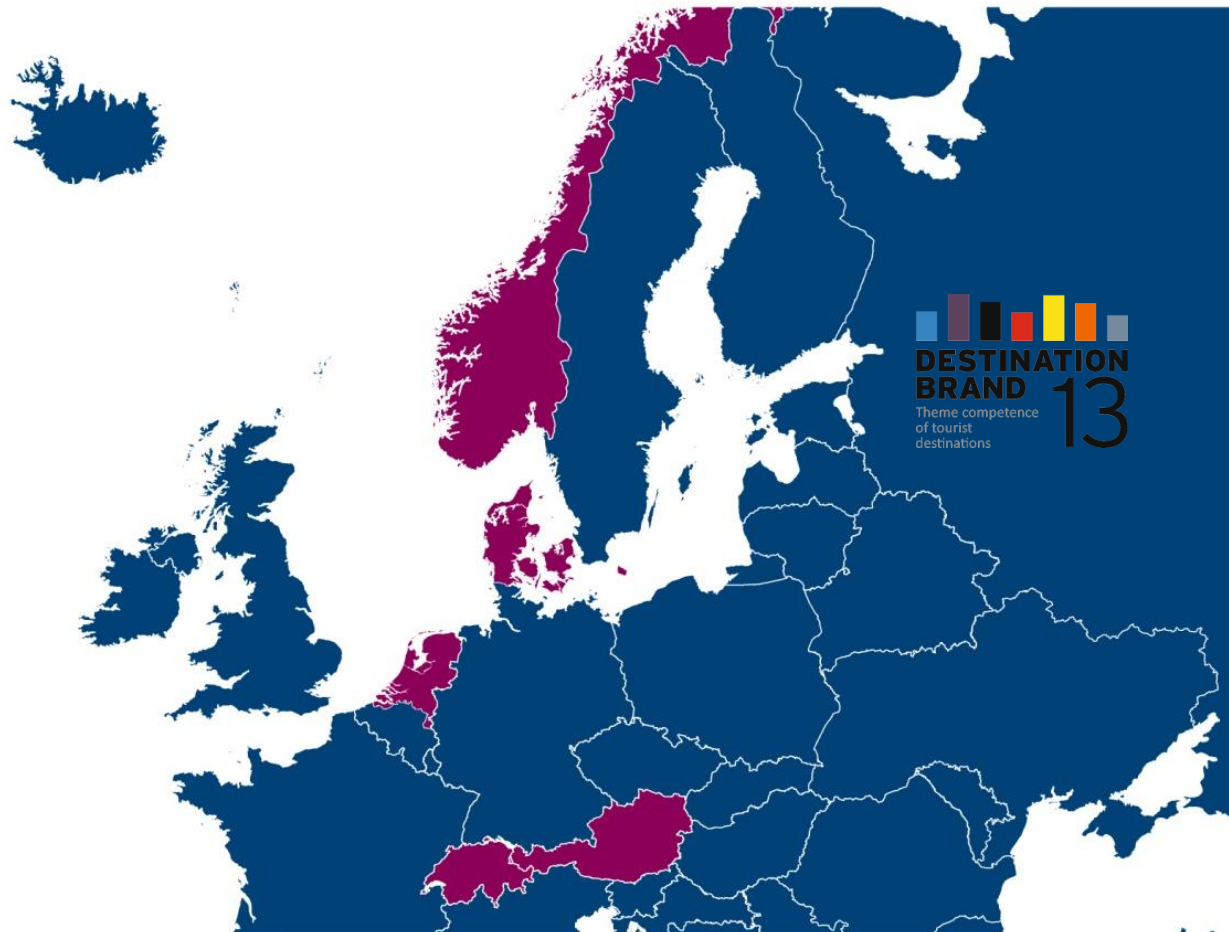 DESTINATION
BRAND 13
Theme competence
of tourist
destinations